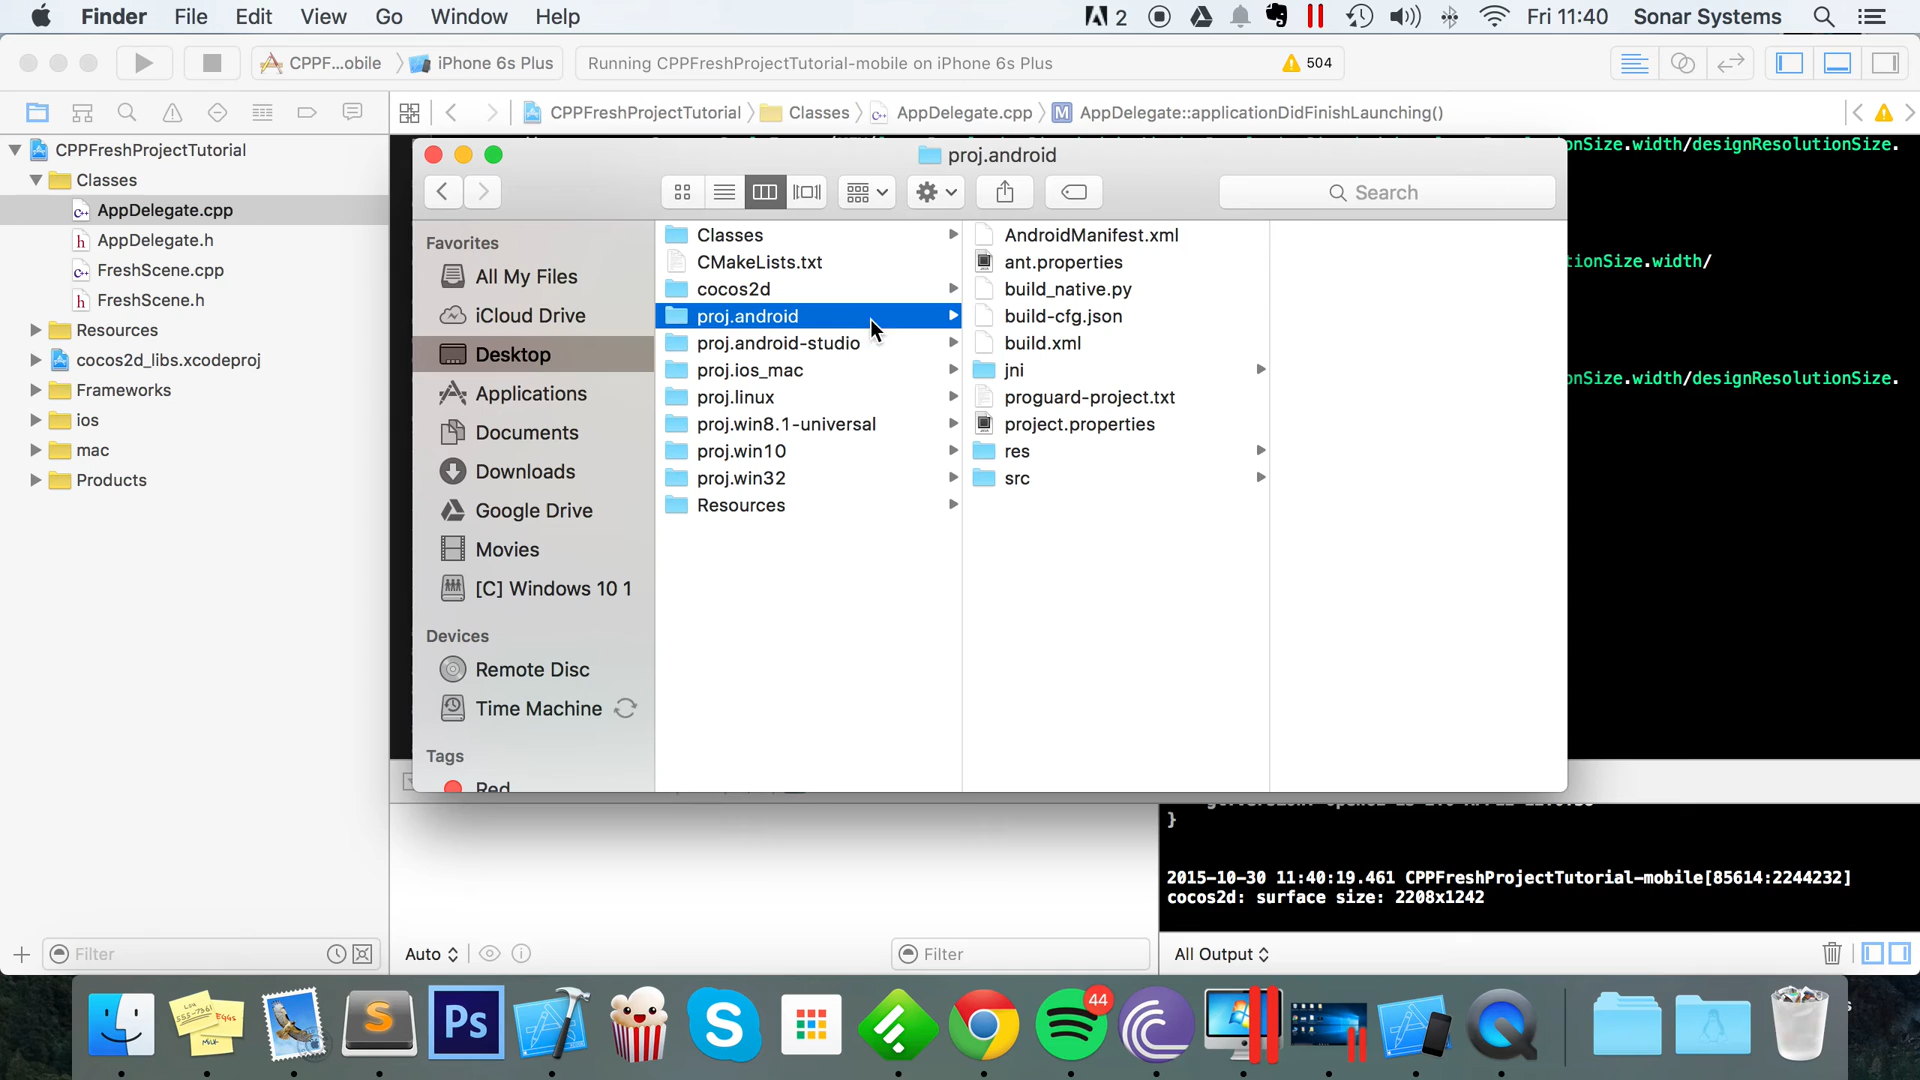 Finder File Edit View Go Window Help 2 Fri 11:40 Sonar Systems
CPPF...obile iPhone 6s Plus Running CPPFreshProjectTutorial-mobile on iPhone 6s Plus 504
CPPFreshProjectTutorial Classes AppDelegate.cpp M AppDelegate::applicationDidFinishLaunching()
CPPFreshProjectTutorial
Classes
AppDelegate.cpp
AppDelegate.h
FreshScene.cpp
FreshScene.h
Resources
cocos2d_libs.xcodeproj
Frameworks
ios
mac
Products
Filter
nSize.width/designResolutionSize.
tionSize.width/
onSize.width/designResolutionSize.
proj.android
Search
Favorites
All My Files
iCloud Drive
Desktop
Applications
Documents
Downloads
Google Drive
Movies
[C] Windows 10 1
Devices
Remote Disc
Time Machine
Tags
Red
Classes
CMakeLists.txt
cocos2d
proj.android
proj.android-studio
proj.ios_mac
proj.linux
proj.win8.1-universal
proj.win10
proj.win32
Resources
AndroidManifest.xml
ant.properties
build_native.py
build-cfg.json
build.xml
jni
proguard-project.txt
project.properties
res
src
}
2015-10-30 11:40:19.461 CPPFreshProjectTutorial-mobile[85614:2244232]
cocos2d: surface size: 2208x1242
Auto Filter All Output
Ps
44